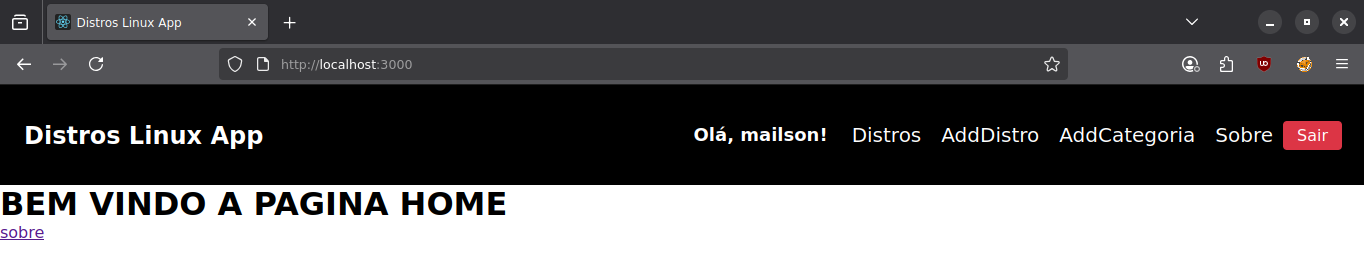 Distros Linux App
http://localhost:3000
Distros Linux App Olá, mailson! Distros AddDistro AddCategoria Sobre Sair
BEM VINDO A PAGINA HOME
sobre